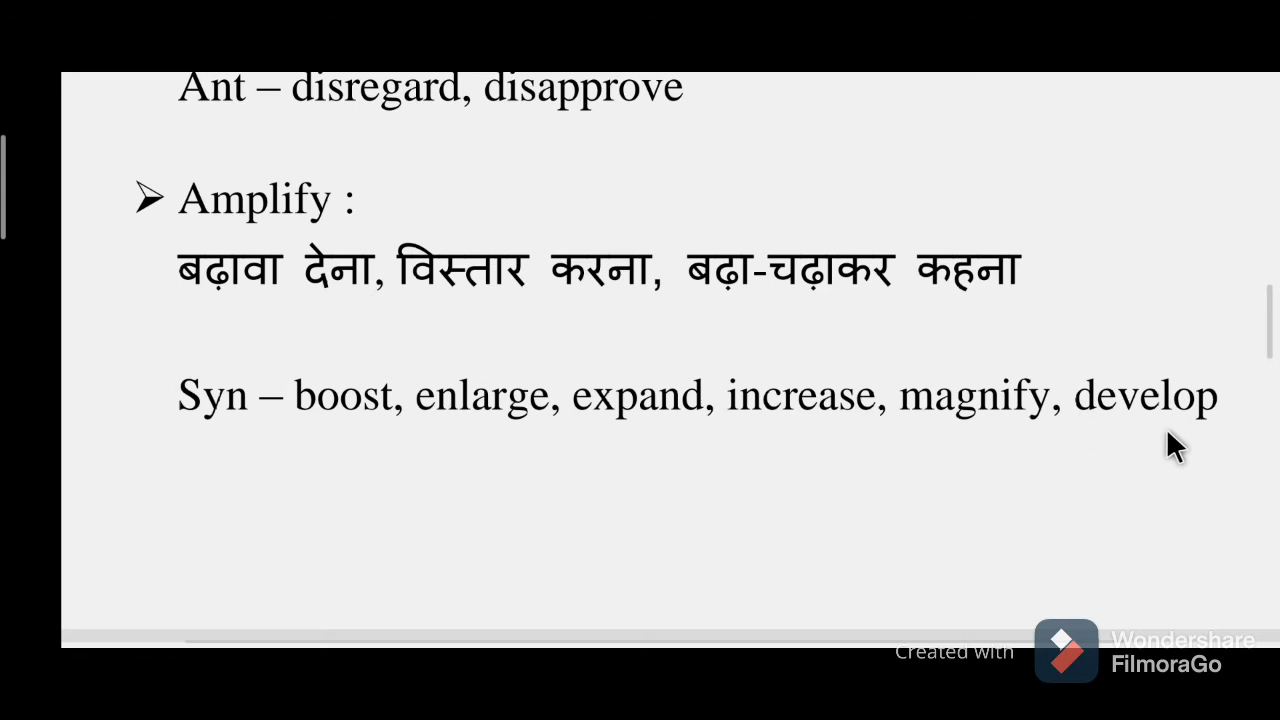 Ant – disregard, disapprove
➢ Amplify :
बढ़ावा देना, विस्तार करना, बढ़ा-चढ़ाकर कहना
Syn – boost, enlarge, expand, increase, magnify, develop
Created with
Wondershare
FilmoraGo